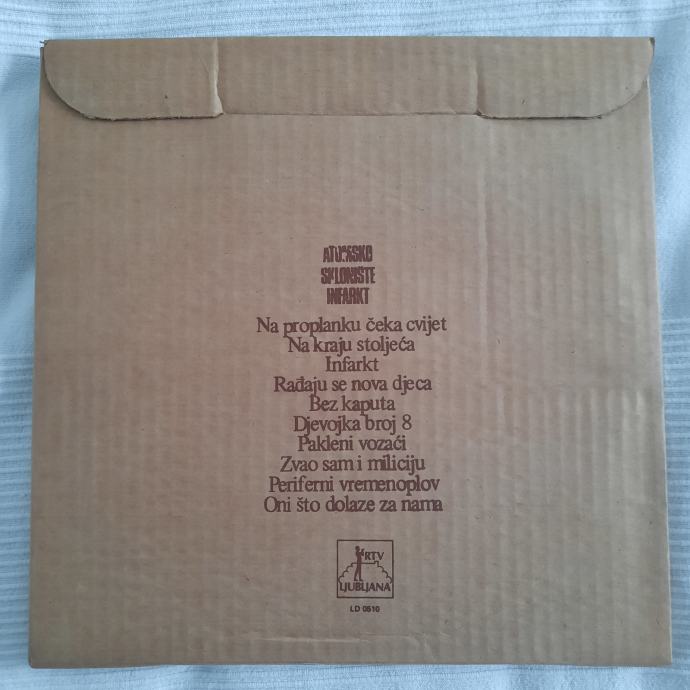 ATOMSKO
SKLONIŠTE
INFARKT
Na proplanku čeka cvijet
Na kraju stoljeća
Infarkt
Rađaju se nova djeca
Bez kaputa
Djevojka broj 8
Pakleni vozači
Zvao sam i miliciju
Periferni vremenoplov
Oni što dolaze za nama
RTV
LJUBLJANA
LD 0510